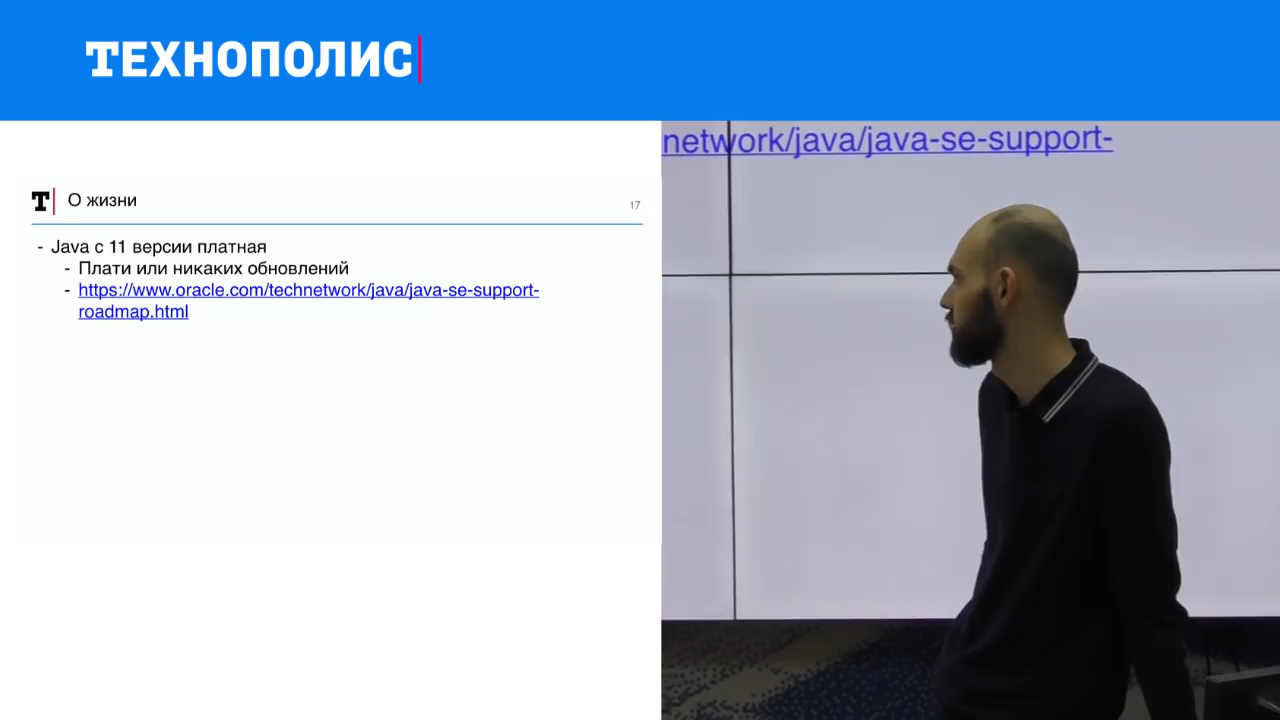 ТЕХНОПОЛИС
network/java/java-se-support-
Т О жизни
17
- Java с 11 версии платная
- Плати или никаких обновлений
- https://www.oracle.com/technetwork/java/java-se-support-
roadmap.html